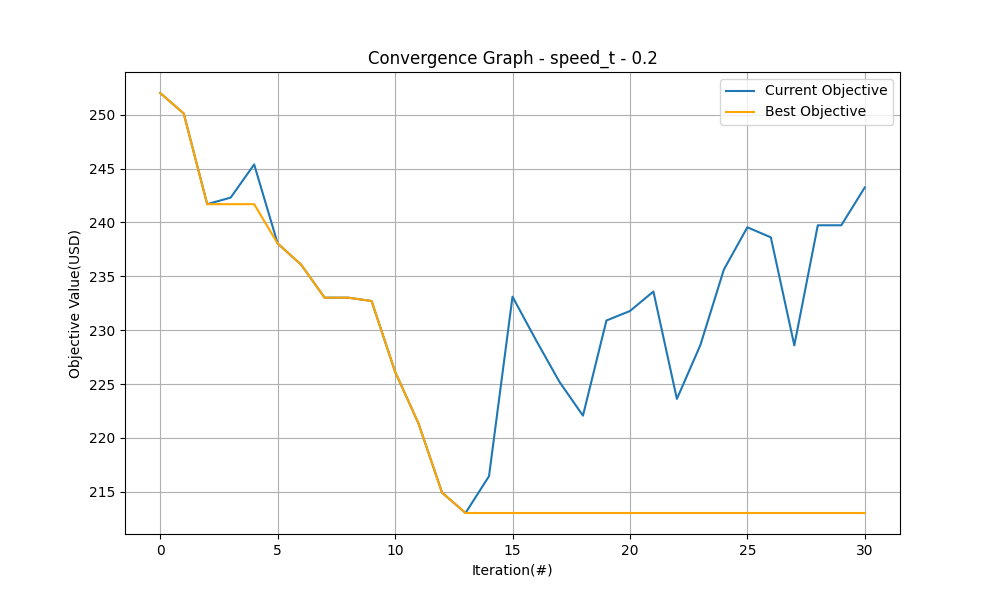 Convergence Graph - speed_t - 0.2
Current Objective
Best Objective
Objective Value(USD)
250
245
240
235
230
225
220
215
0 5 10 15 20 25 30
Iteration(#)